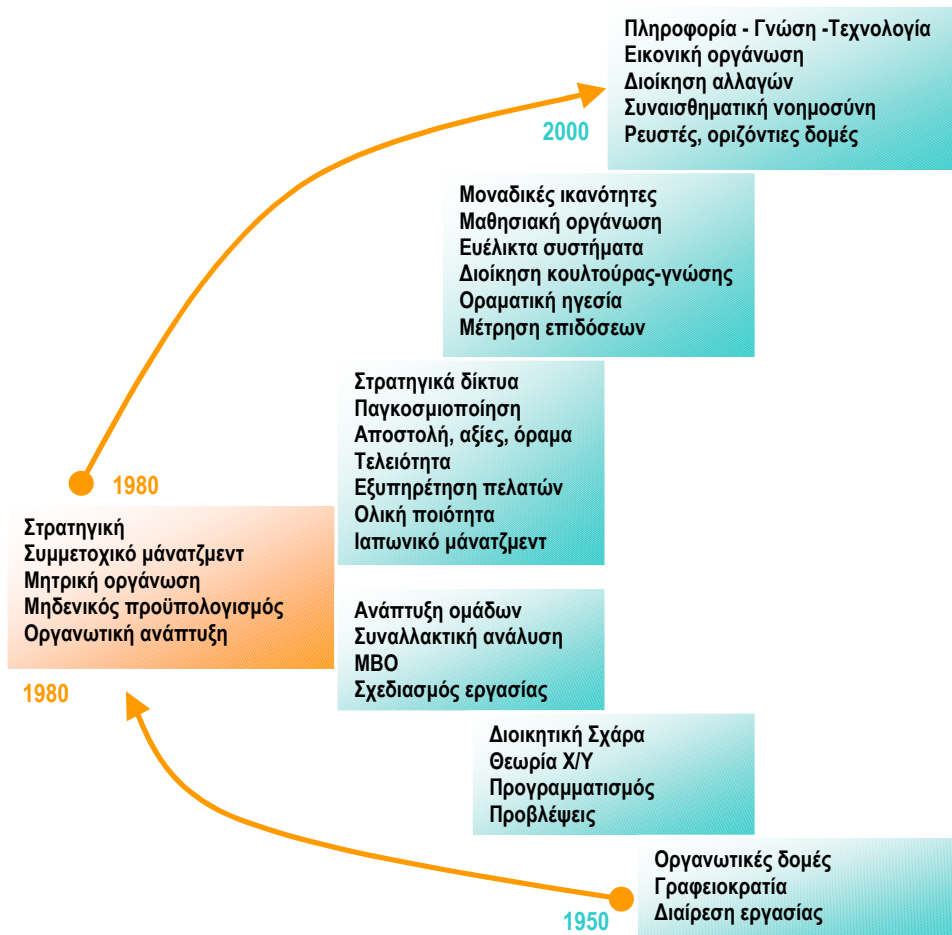 Πληροφορία - Γνώση -Τεχνολογία
Εικονική οργάνωση
Διοίκηση αλλαγών
Συναισθηματική νοημοσύνη
Ρευστές, οριζόντιες δομές
2000
Μοναδικές ικανότητες
Μαθησιακή οργάνωση
Ευέλικτα συστήματα
Διοίκηση κουλτούρας-γνώσης
Οραματική ηγεσία
Μέτρηση επιδόσεων
Στρατηγικά δίκτυα
Παγκοσμιοποίηση
Αποστολή, αξίες, όραμα
Τελειότητα
Εξυπηρέτηση πελατών
Ολική ποιότητα
Ιαπωνικό μάνατζμεντ
1980
Στρατηγική
Συμμετοχικό μάνατζμεντ
Μητρική οργάνωση
Μηδενικός προϋπολογισμός
Οργανωτική ανάπτυξη
1980
Ανάπτυξη ομάδων
Συναλλακτική ανάλυση
MBO
Σχεδιασμός εργασίας
Διοικητική Σχάρα
Θεωρία Χ/Υ
Προγραμματισμός
Προβλέψεις
Οργανωτικές δομές
Γραφειοκρατία
Διαίρεση εργασίας
1950